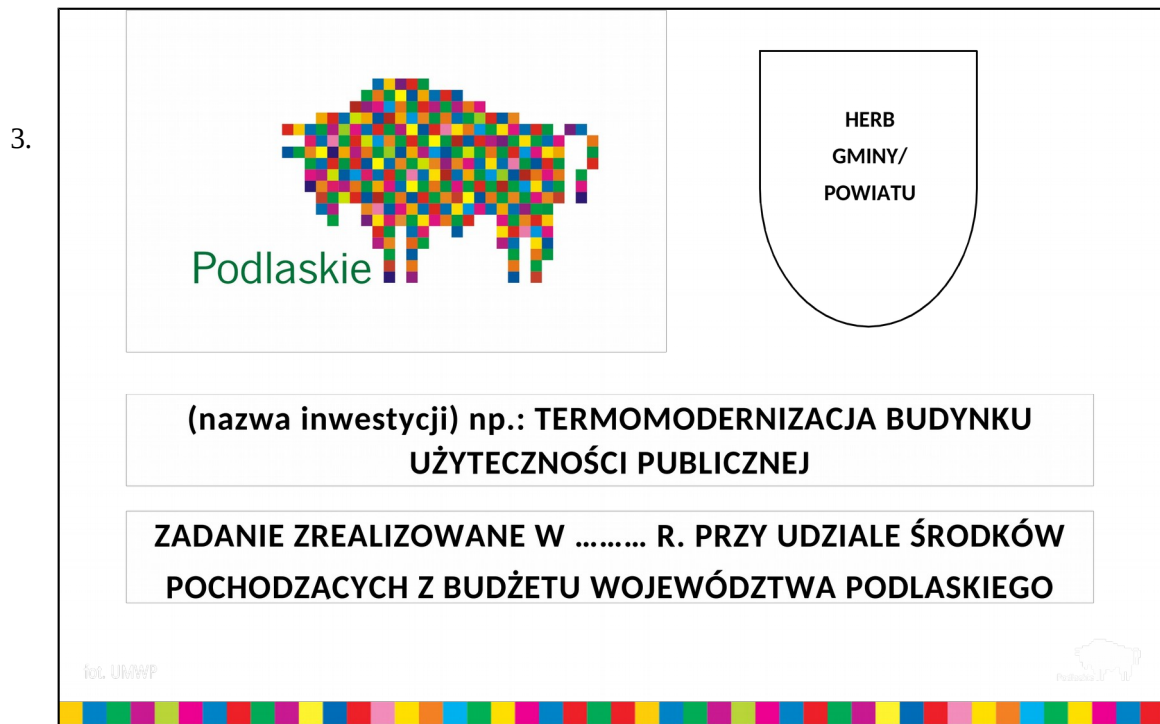 3.
HERB
GMINY/
POWIATU
Podlaskie
(nazwa inwestycji) np.: TERMOMODERNIZACJA BUDYNKU
UŻYTECZNOŚCI PUBLICZNEJ
ZADANIE ZREALIZOWANE W ……… R. PRZY UDZIALE ŚRODKÓW
POCHODZĄCYCH Z BUDŻETU WOJEWÓDZTWA PODLASKIEGO
fot. UMWP
Podlaskie